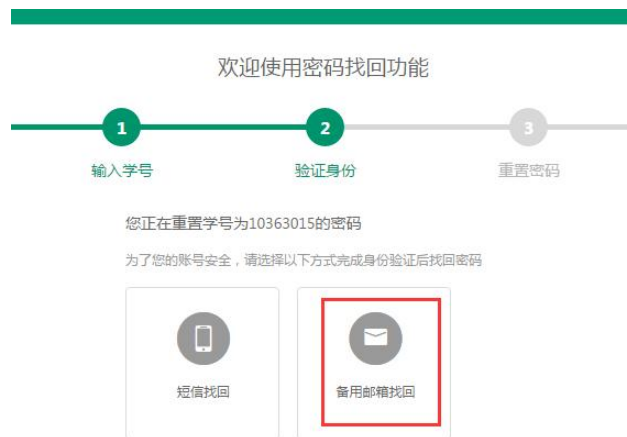 欢迎使用密码找回功能
1 2 3
输入学号 验证身份 重置密码
您正在重置学号为10363015的密码
为了您的账号安全，请选择以下方式完成身份验证后找回密码
短信找回 备用邮箱找回